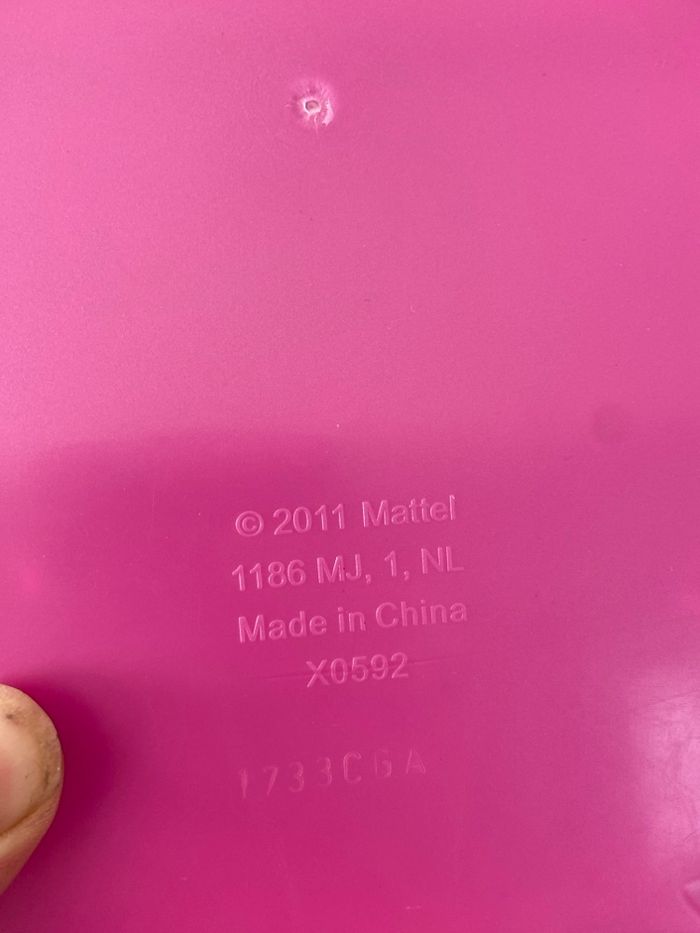 © 2011 Mattel
1186 MJ, 1, NL
Made in China
X0592
1733CGA